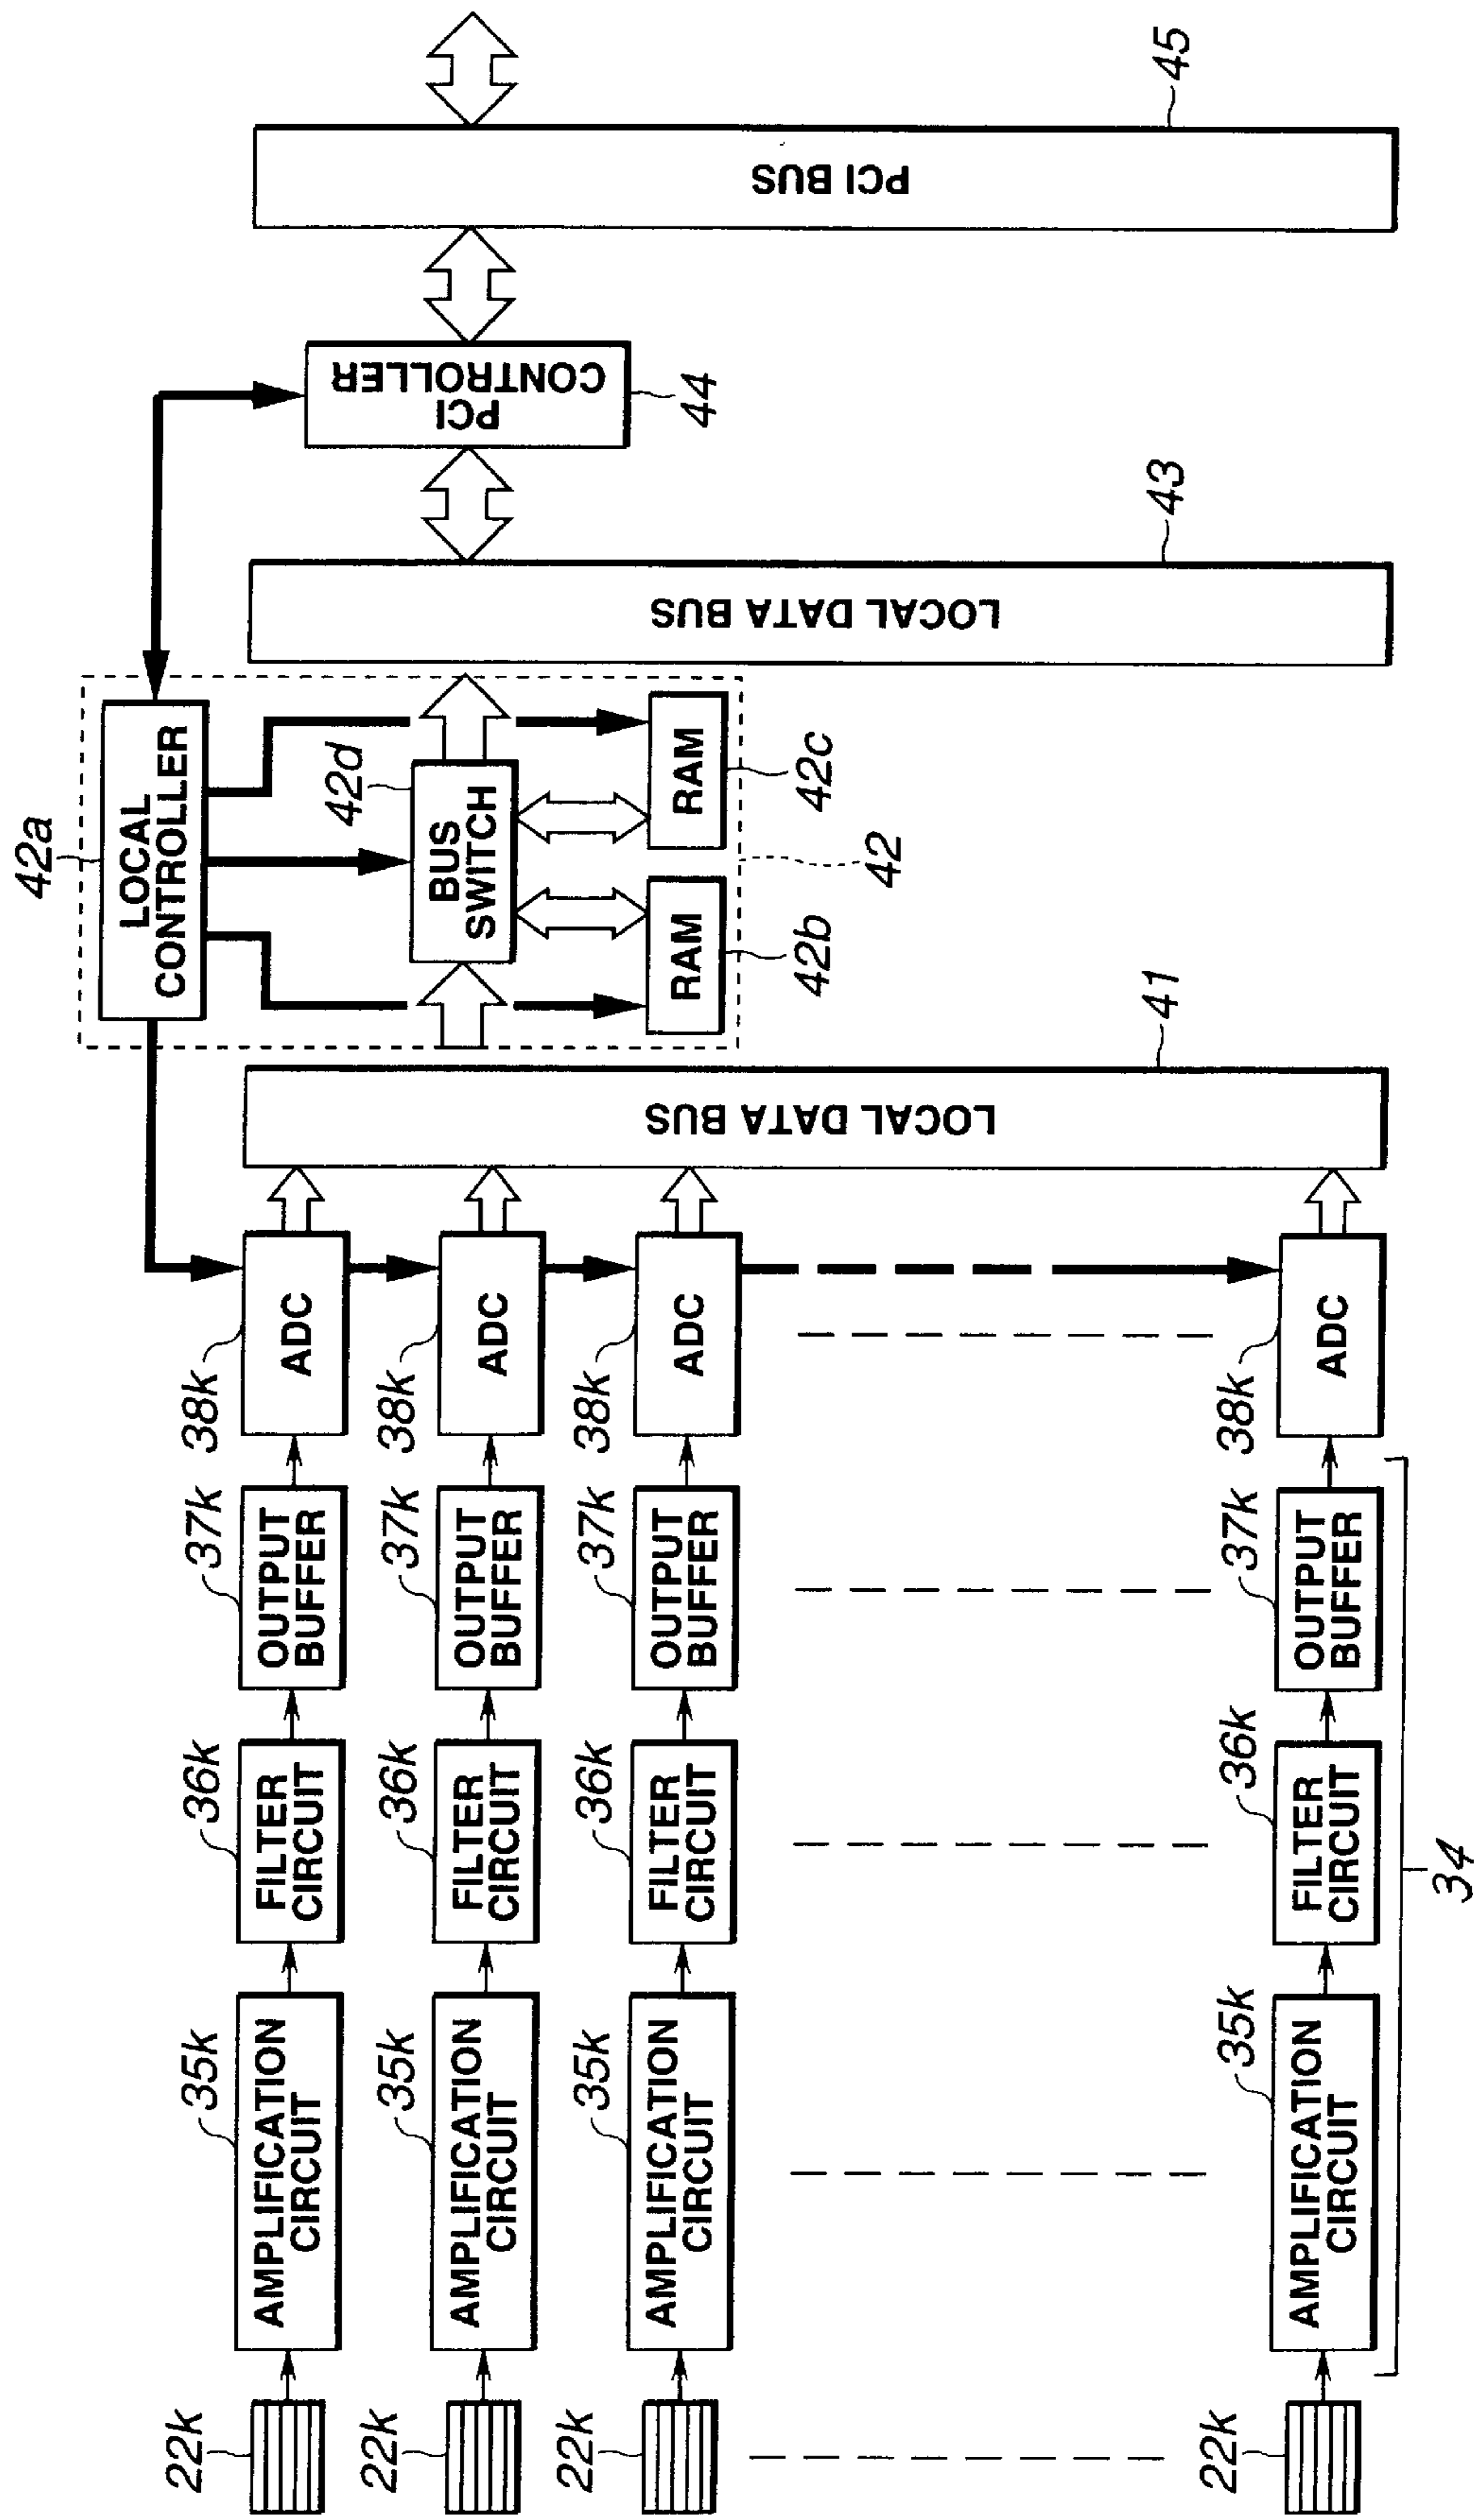 22k
AMPLIFICATION
CIRCUIT
35k
FILTER
CIRCUIT
36k
OUTPUT
BUFFER
37k
ADC
38k
22k
AMPLIFICATION
CIRCUIT
35k
FILTER
CIRCUIT
36k
OUTPUT
BUFFER
37k
ADC
38k
22k
AMPLIFICATION
CIRCUIT
35k
FILTER
CIRCUIT
36k
OUTPUT
BUFFER
37k
ADC
38k
22k
AMPLIFICATION
CIRCUIT
35k
FILTER
CIRCUIT
36k
OUTPUT
BUFFER
37k
ADC
38k
34
LOCAL DATA BUS
41
42a
LOCAL
CONTROLLER
BUS
SWITCH
42d
RAM
42b
RAM
42c
42
LOCAL DATA BUS
43
PCI
CONTROLLER
44
PCI BUS
45